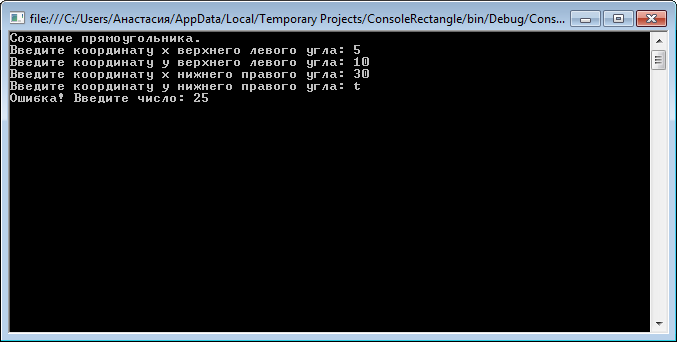 file:///C:/Users/Анастасия/AppData/Local/Temporary Projects/ConsoleRectangle/bin/Debug/Cons...
Создание прямоугольника.
Введите координату x верхнего левого угла: 5
Введите координату y верхнего левого угла: 10
Введите координату x нижнего правого угла: 30
Введите координату y нижнего правого угла: t
Ошибка! Введите число: 25